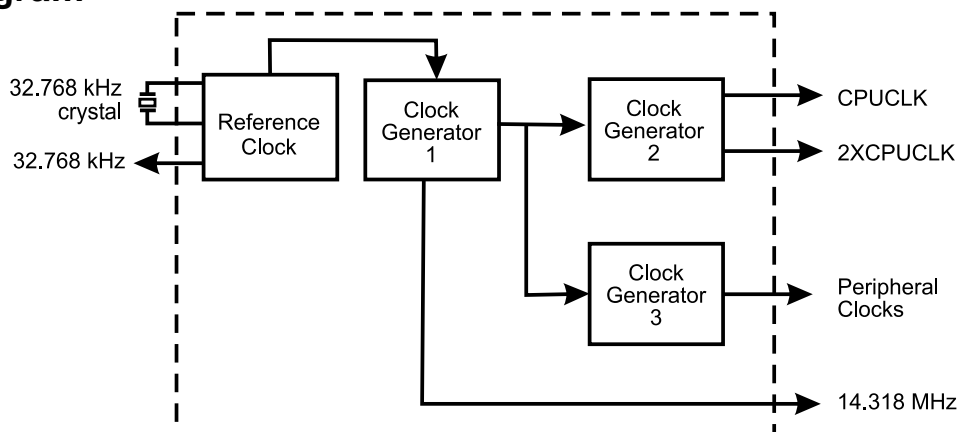 32.768 kHz
crystal
32.768 kHz
Reference
Clock
Clock
Generator
1
Clock
Generator
2
CPUCLK
2XCPUCLK
Clock
Generator
3
Peripheral
Clocks
14.318 MHz